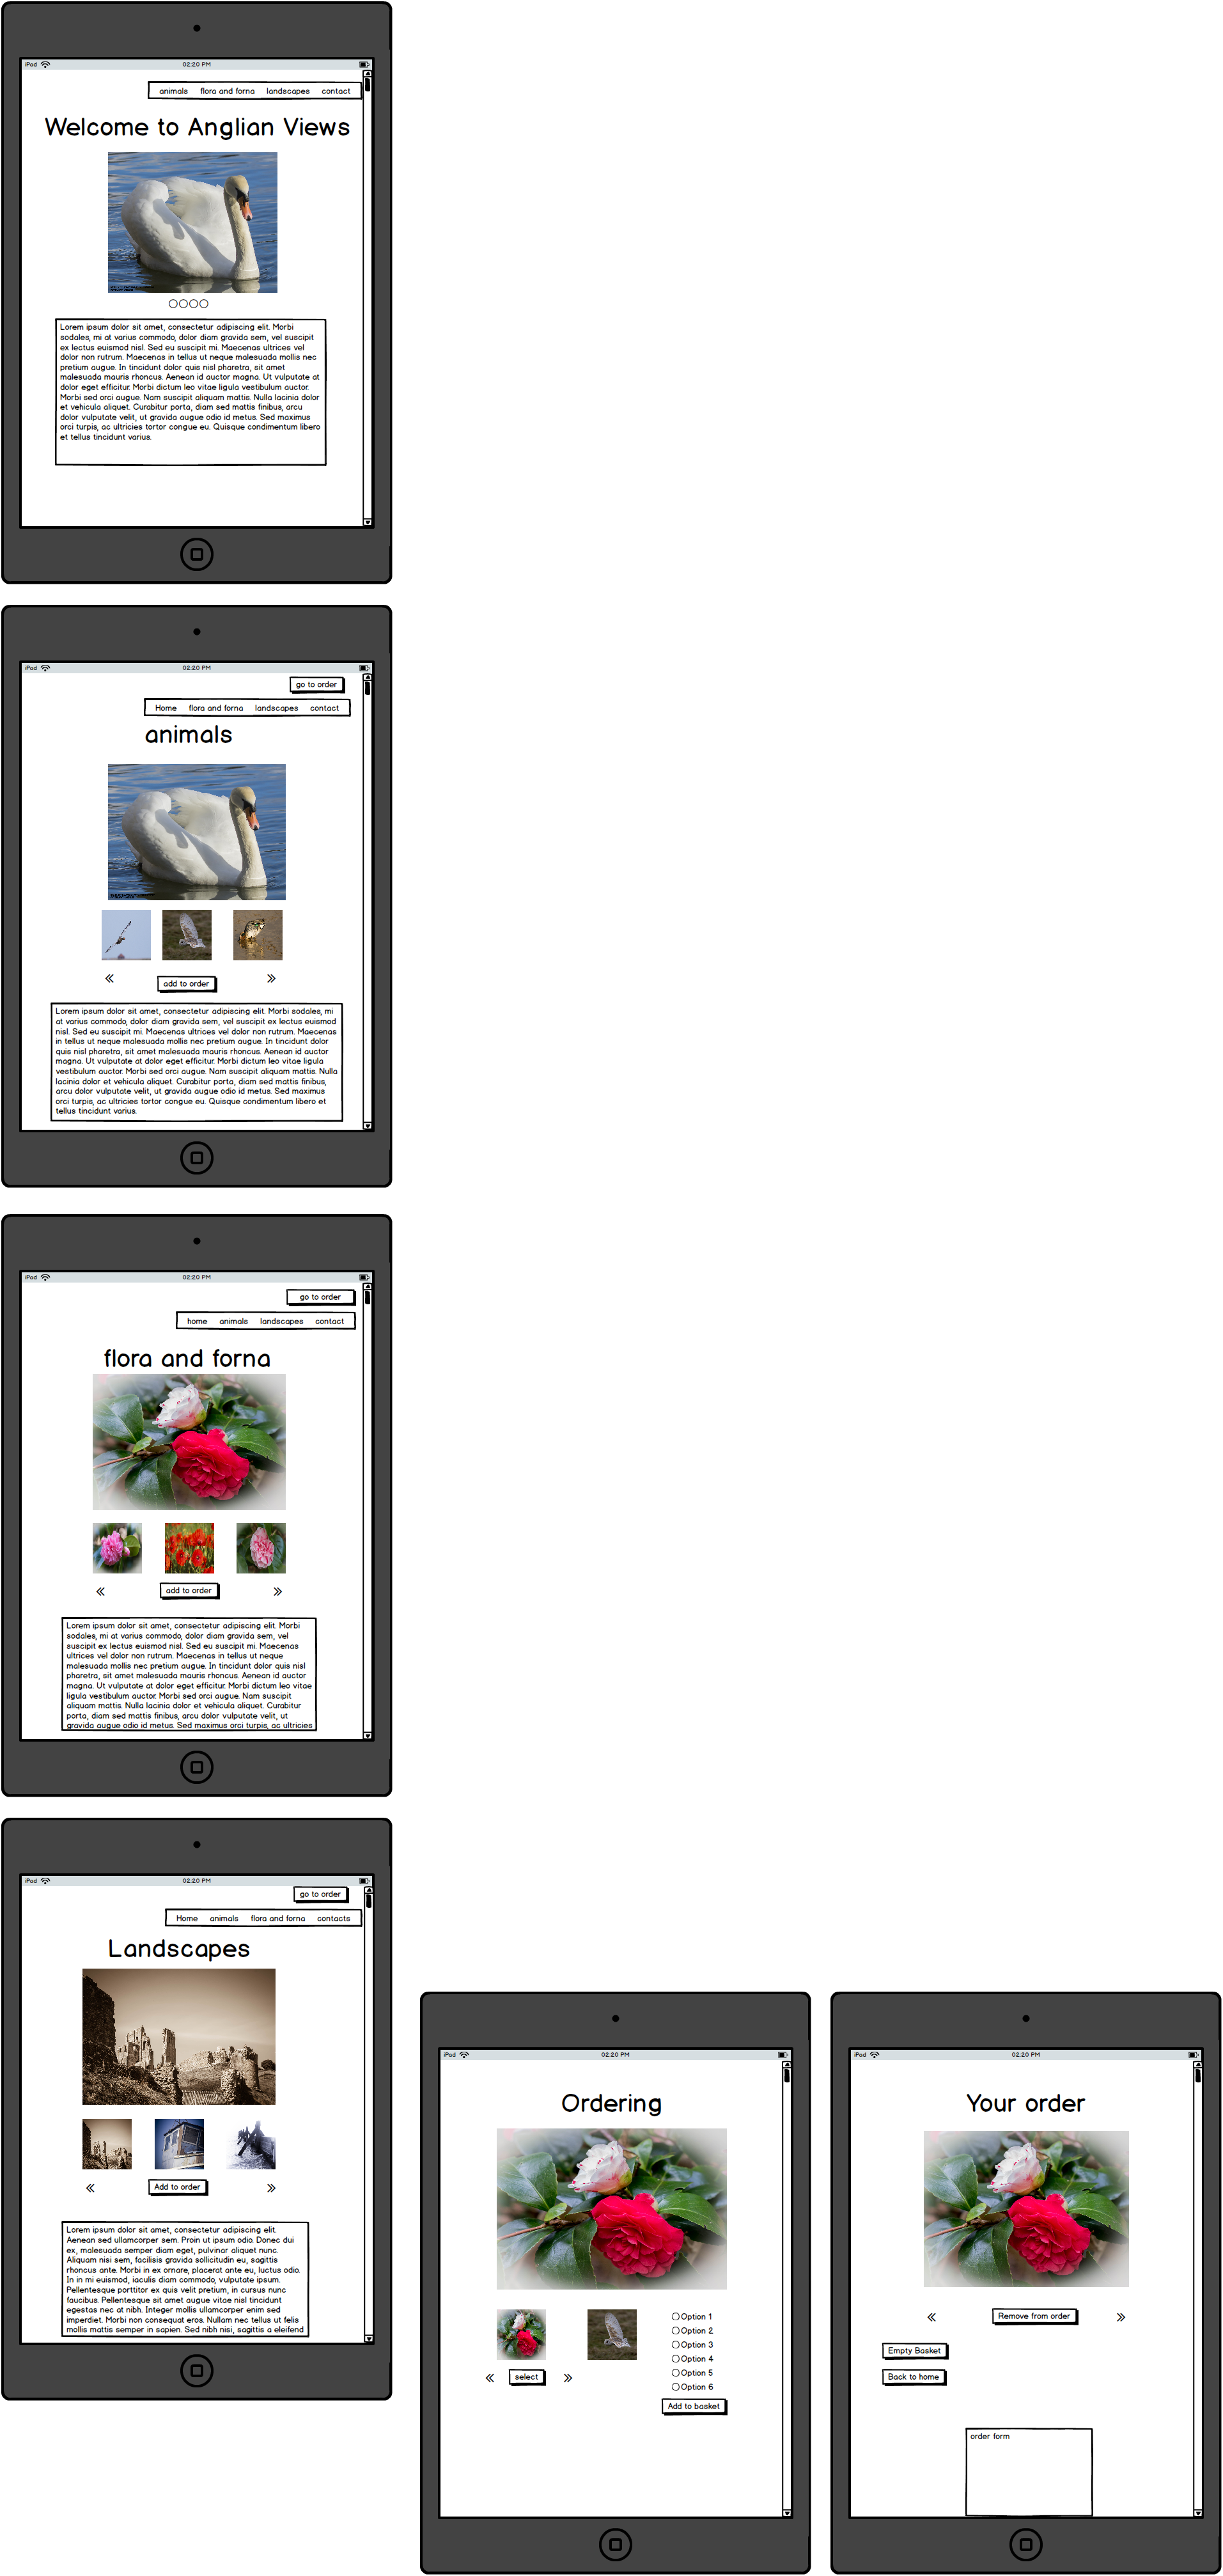 iPad 02:20 PM
animals flora and forna landscapes contact
Welcome to Anglian Views
Lorem ipsum dolor sit amet, consectetur adipiscing elit. Morbi
sodales, mi at varius commodo, dolor diam gravida sem, vel suscipit
ex lectus euismod nisl. Sed eu suscipit mi. Maecenas ultrices vel
dolor non rutrum. Maecenas in tellus ut neque malesuada mollis nec
pretium augue. In tincidunt dolor quis nisl pharetra, sit amet
malesuada mauris rhoncus. Aenean id auctor magna. Ut vulputate at
dolor eget efficitur. Morbi dictum leo vitae ligula vestibulum auctor.
Morbi sed orci augue. Nam suscipit aliquam mattis. Nulla lacinia dolor
et vehicula aliquet. Curabitur porta, diam sed mattis finibus, arcu
dolor vulputate velit, ut gravida augue odio id metus. Sed maximus
orci turpis, ac ultricies tortor congue eu. Quisque condimentum libero
et tellus tincidunt varius.
iPad 02:20 PM
go to order
Home flora and forna landscapes contact
animals
add to order
Lorem ipsum dolor sit amet, consectetur adipiscing elit. Morbi sodales, mi
at varius commodo, dolor diam gravida sem, vel suscipit ex lectus euismod
nisl. Sed eu suscipit mi. Maecenas ultrices vel dolor non rutrum. Maecenas
in tellus ut neque malesuada mollis nec pretium augue. In tincidunt dolor
quis nisl pharetra, sit amet malesuada mauris rhoncus. Aenean id auctor
magna. Ut vulputate at dolor eget efficitur. Morbi dictum leo vitae ligula
vestibulum auctor. Morbi sed orci augue. Nam suscipit aliquam mattis. Nulla
lacinia dolor et vehicula aliquet. Curabitur porta, diam sed mattis finibus,
arcu dolor vulputate velit, ut gravida augue odio id metus. Sed maximus
orci turpis, ac ultricies tortor congue eu. Quisque condimentum libero et
tellus tincidunt varius.
iPad 02:20 PM
go to order
home animals landscapes contact
flora and forna
add to order
Lorem ipsum dolor sit amet, consectetur adipiscing elit. Morbi
sodales, mi at varius commodo, dolor diam gravida sem, vel
suscipit ex lectus euismod nisl. Sed eu suscipit mi. Maecenas
ultrices vel dolor non rutrum. Maecenas in tellus ut neque
malesuada mollis nec pretium augue. In tincidunt dolor quis nisl
pharetra, sit amet malesuada mauris rhoncus. Aenean id auctor
magna. Ut vulputate at dolor eget efficitur. Morbi dictum leo vitae
ligula vestibulum auctor. Morbi sed orci augue. Nam suscipit
aliquam mattis. Nulla lacinia dolor et vehicula aliquet. Curabitur
porta, diam sed mattis finibus, arcu dolor vulputate velit, ut
gravida augue odio id metus. Sed maximus orci turpis, ac ultricies
iPad 02:20 PM
go to order
Home animals flora and forna contacts
Landscapes
Add to order
Lorem ipsum dolor sit amet, consectetur adipiscing elit.
Aenean sed ullamcorper sem. Proin ut ipsum odio. Donec dui
ex, malesuada semper diam eget, pulvinar aliquet nunc.
Aliquam nisi sem, facilisis gravida sollicitudin eu, sagittis
rhoncus ante. Morbi in ex ornare, placerat ante eu, luctus odio.
In in mi euismod, iaculis diam commodo, vulputate ipsum.
Pellentesque porttitor ex quis velit pretium, in cursus nunc
faucibus. Pellentesque sit amet augue vitae nisl tincidunt
egestas nec at nibh. Integer mollis ullamcorper enim sed
imperdiet. Morbi non consequat eros. Nullam nec tellus ut felis
mollis mattis semper in sapien. Sed nibh nisi, sagittis a eleifend
iPad 02:20 PM
Ordering
Option 1
Option 2
Option 3
Option 4
Option 5
Option 6
select
Add to basket
iPad 02:20 PM
Your order
Remove from order
Empty Basket
Back to home
order form